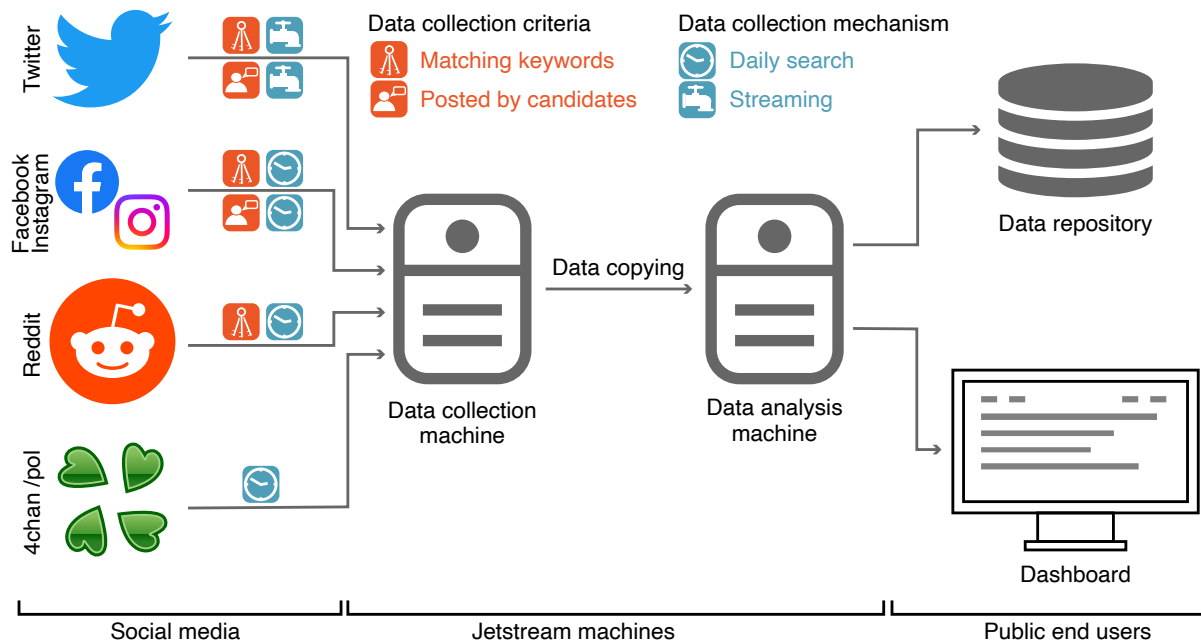 Data collection criteria
Matching keywords
Posted by candidates
Data collection mechanism
Daily search
Streaming
Twitter
Facebook
Instagram
Reddit
4chan /pol
Data collection
machine
Data copying
Data analysis
machine
Data repository
Dashboard
Social media
Jetstream machines
Public end users